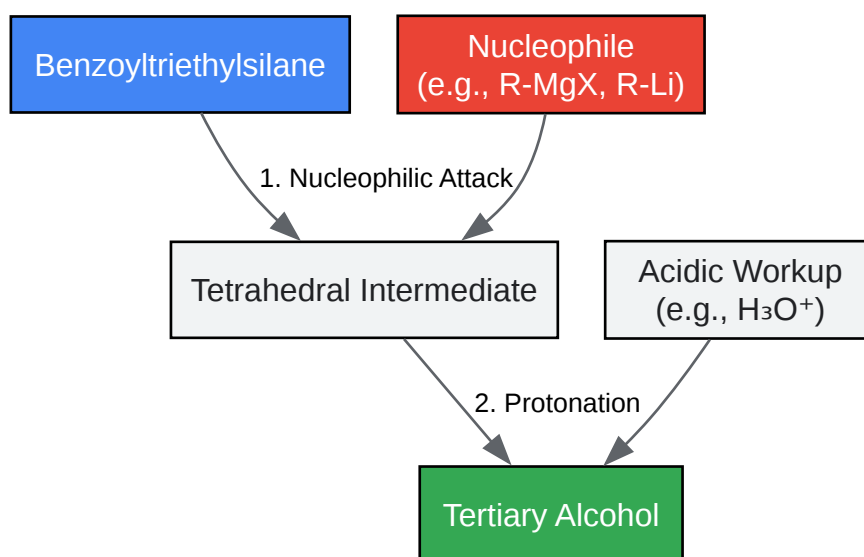 Benzoyltriethylsilane
Nucleophile
(e.g., R-MgX, R-Li)
1. Nucleophilic Attack
Tetrahedral Intermediate
Acidic Workup
(e.g., H₃O⁺)
2. Protonation
Tertiary Alcohol